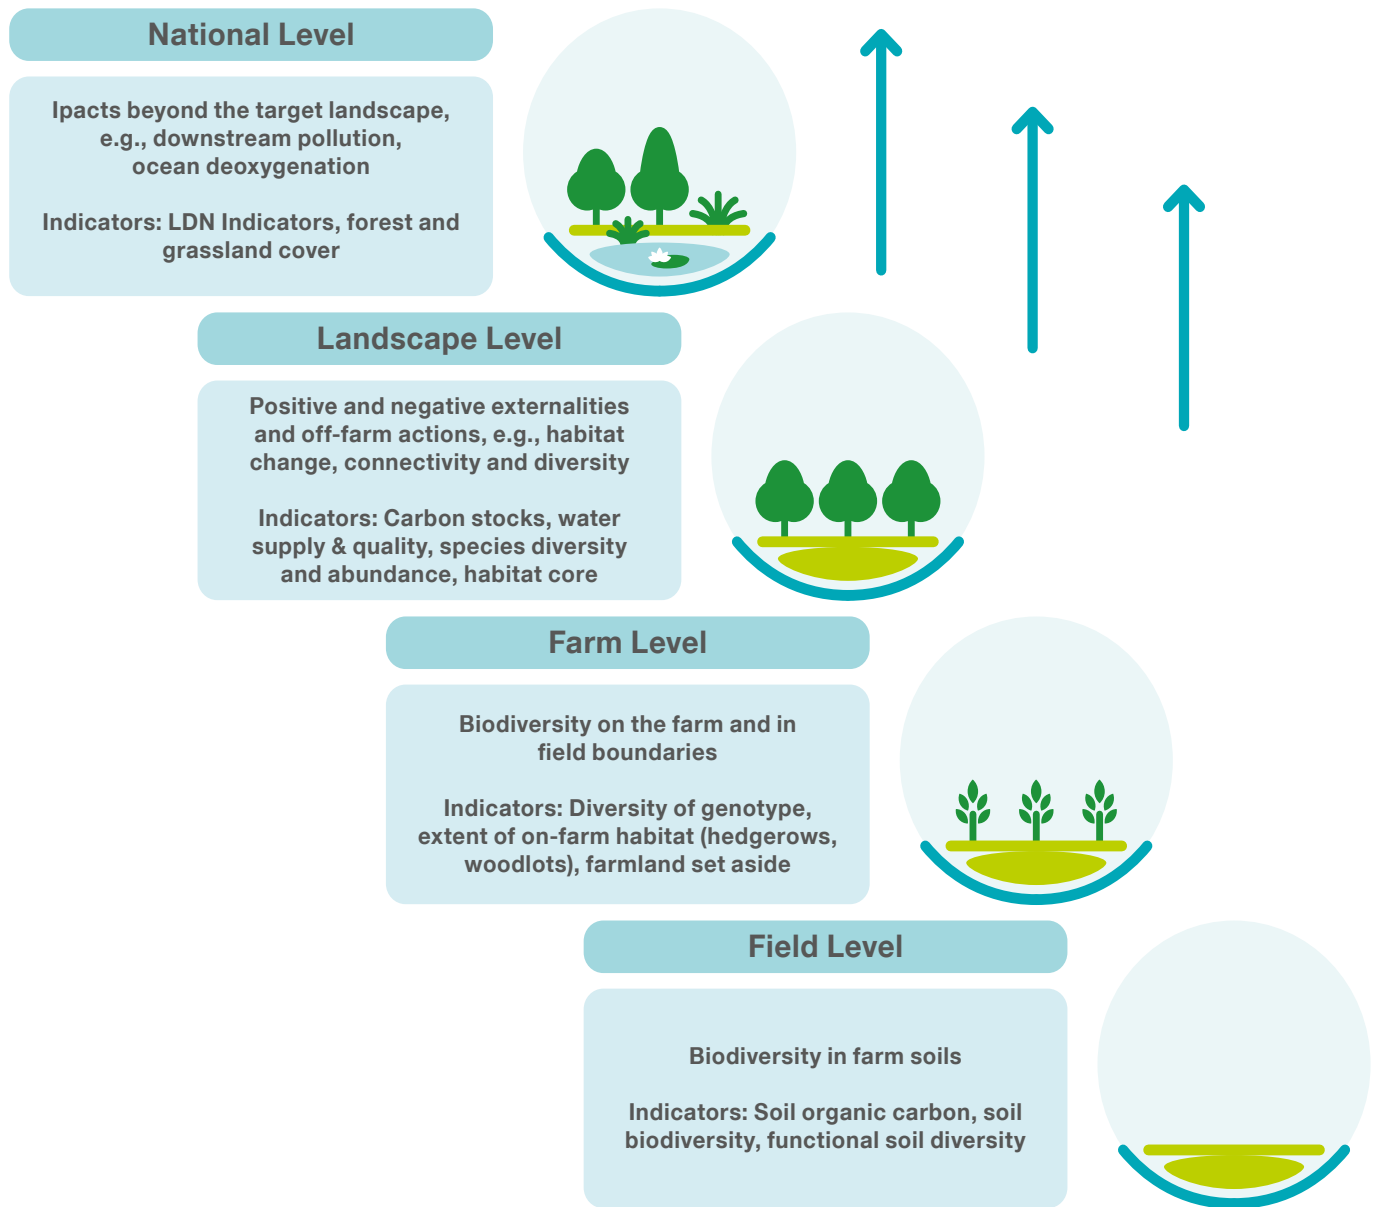 National Level
Ipacts beyond the target landscape,
e.g., downstream pollution,
ocean deoxygenation
Indicators: LDN Indicators, forest and
grassland cover
Landscape Level
Positive and negative externalities
and off-farm actions, e.g., habitat
change, connectivity and diversity
Indicators: Carbon stocks, water
supply & quality, species diversity
and abundance, habitat core
Farm Level
Biodiversity on the farm and in
field boundaries
Indicators: Diversity of genotype,
extent of on-farm habitat (hedgerows,
woodlots), farmland set aside
Field Level
Biodiversity in farm soils
Indicators: Soil organic carbon, soil
biodiversity, functional soil diversity